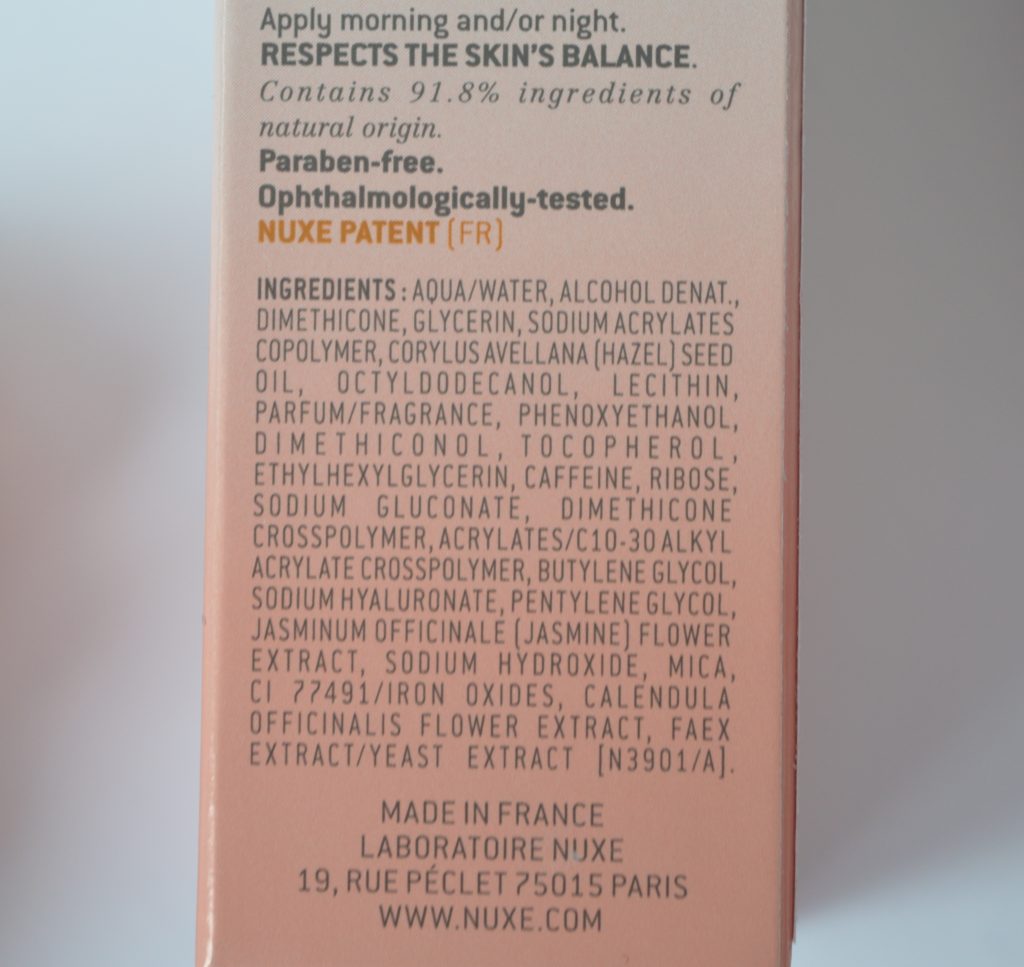 Apply morning and/or night.
RESPECTS THE SKIN'S BALANCE.
Contains 91.8% ingredients of
natural origin.
Paraben-free.
Ophthalmologically-tested.
NUXE PATENT (FR)
INGREDIENTS : AQUA/WATER, ALCOHOL DENAT.,
DIMETHICONE, GLYCERIN, SODIUM ACRYLATES
COPOLYMER, CORYLUS AVELLANA (HAZEL) SEED
OIL, OCTYLDODECANOL, LECITHIN,
PARFUM/FRAGRANCE, PHENOXYETHANOL,
DIMETHICONOL, TOCOPHEROL,
ETHYLHEXYLGLYCERIN, CAFFEINE, RIBOSE,
SODIUM GLUCONATE, DIMETHICONE
CROSSPOLYMER, ACRYLATES/C10-30 ALKYL
ACRYLATE CROSSPOLYMER, BUTYLENE GLYCOL,
SODIUM HYALURONATE, PENTYLENE GLYCOL,
JASMINUM OFFICINALE (JASMINE) FLOWER
EXTRACT, SODIUM HYDROXIDE, MICA,
CI 77491/IRON OXIDES, CALENDULA
OFFICINALIS FLOWER EXTRACT, FAEX
EXTRACT/YEAST EXTRACT [N3901/A].
MADE IN FRANCE
LABORATOIRE NUXE
19, RUE PÉCLET 75015 PARIS
WWW.NUXE.COM